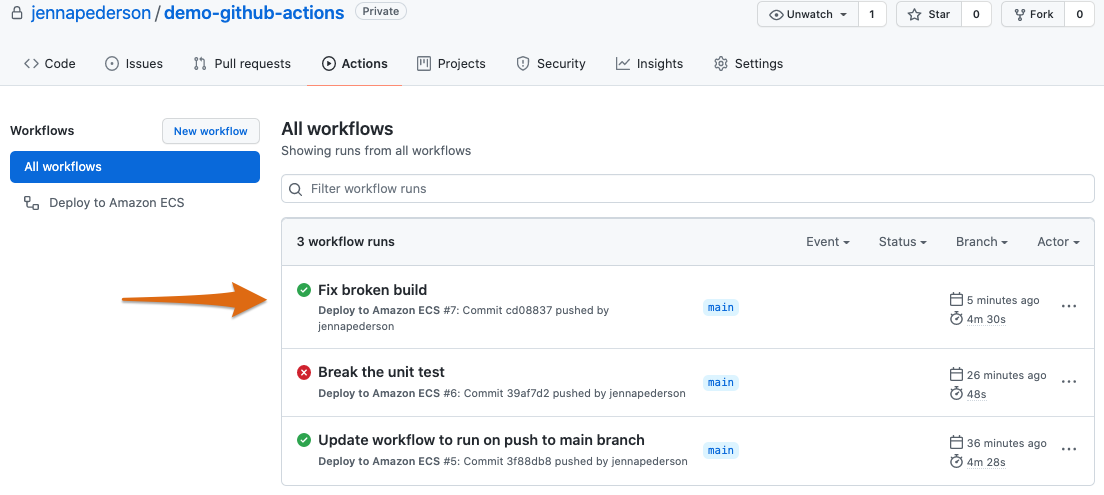 jennapederson / demo-github-actions Private Unwatch 1 Star 0 Fork 0
Code Issues Pull requests Actions Projects Security Insights Settings
Workflows New workflow
All workflows
Deploy to Amazon ECS
All workflows
Showing runs from all workflows
Filter workflow runs
3 workflow runs Event Status Branch Actor
Fix broken build
Deploy to Amazon ECS #7: Commit cd08837 pushed by
jennapederson
main
5 minutes ago
4m 30s
Break the unit test
Deploy to Amazon ECS #6: Commit 39af7d2 pushed by jennapederson
main
26 minutes ago
48s
Update workflow to run on push to main branch
Deploy to Amazon ECS #5: Commit 3f88db8 pushed by jennapederson
main
36 minutes ago
4m 28s